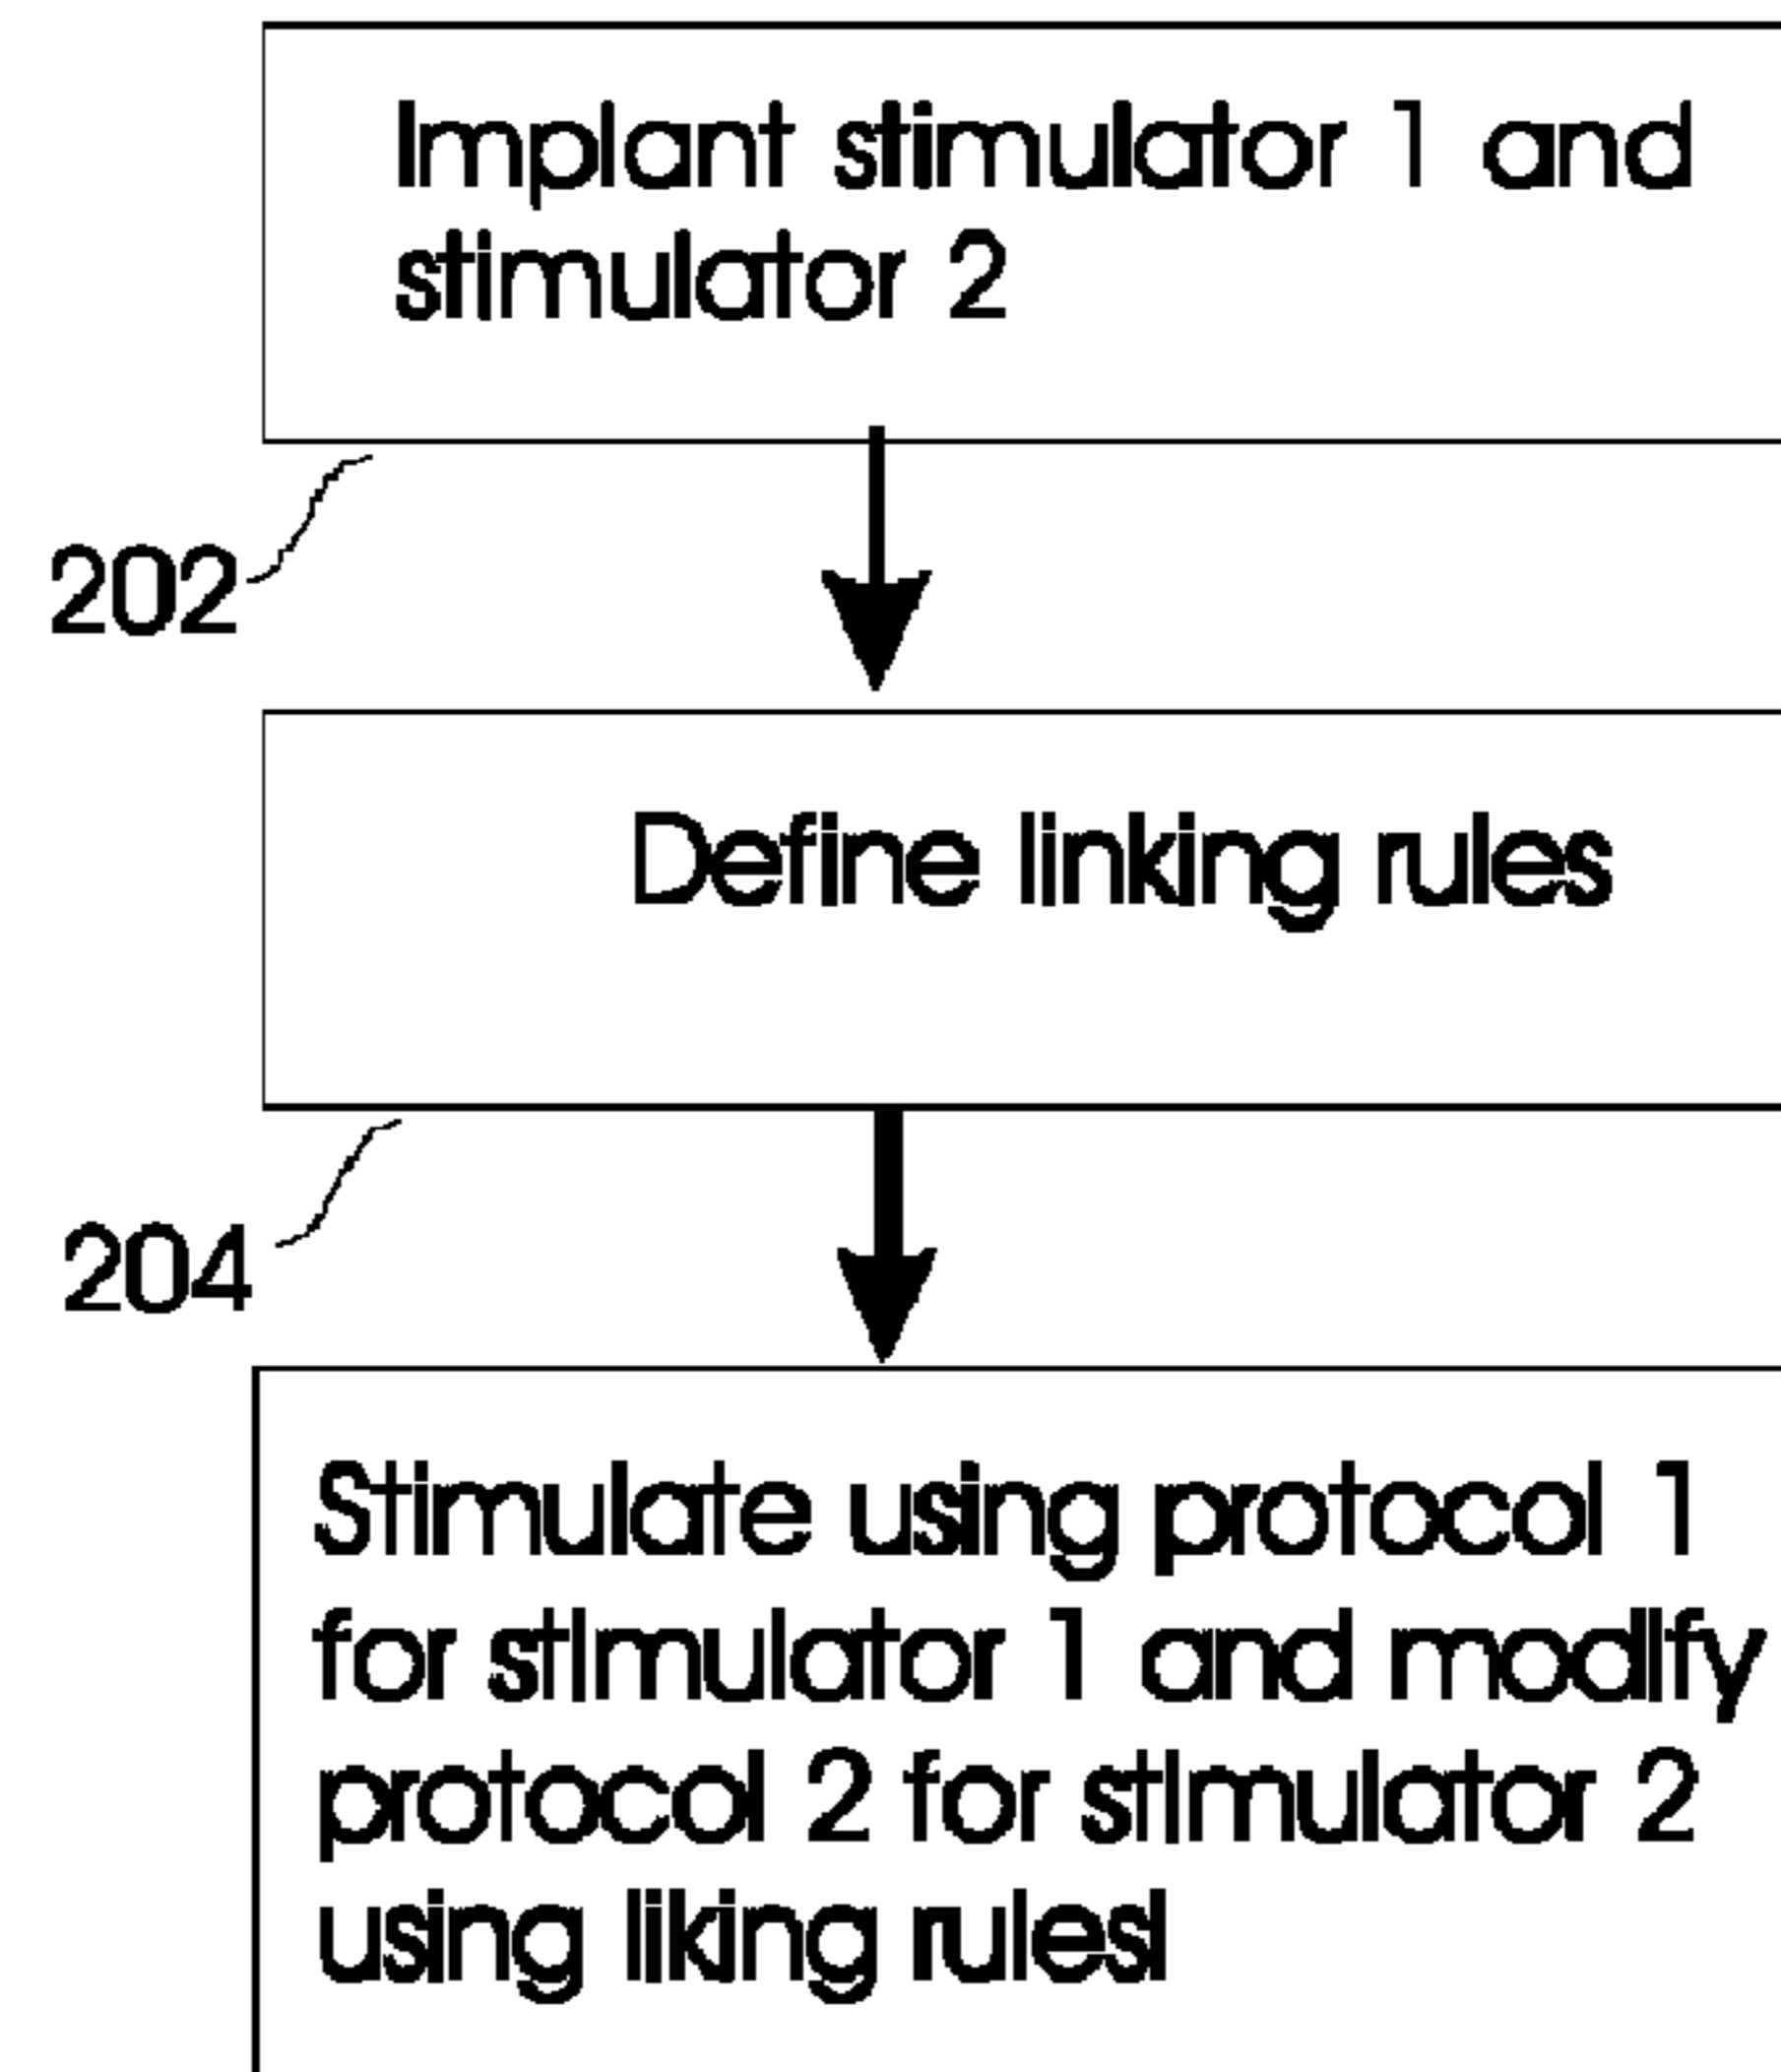 Implant stimulator 1 and
stimulator 2
202
Define linking rules
204
Stimulate using protocol 1
for stImulator 1 and modIfy
protocol 2 for stImulator 2
using liking rulesl